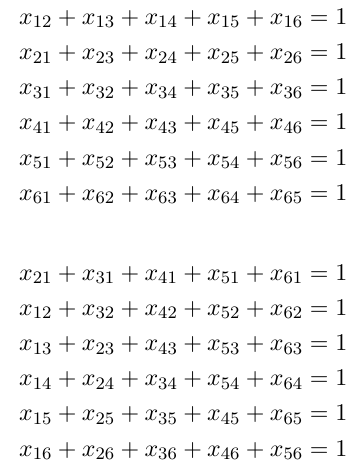 x₁₂ + x₁₃ + x₁₄ + x₁₅ + x₁₆ = 1
x₂₁ + x₂₃ + x₂₄ + x₂₅ + x₂₆ = 1
x₃₁ + x₃₂ + x₃₄ + x₃₅ + x₃₆ = 1
x₄₁ + x₄₂ + x₄₃ + x₄₅ + x₄₆ = 1
x₅₁ + x₅₂ + x₅₃ + x₅₄ + x₅₆ = 1
x₆₁ + x₆₂ + x₆₃ + x₆₄ + x₆₅ = 1
x₂₁ + x₃₁ + x₄₁ + x₅₁ + x₆₁ = 1
x₁₂ + x₃₂ + x₄₂ + x₅₂ + x₆₂ = 1
x₁₃ + x₂₃ + x₄₃ + x₅₃ + x₆₃ = 1
x₁₄ + x₂₄ + x₃₄ + x₅₄ + x₆₄ = 1
x₁₅ + x₂₅ + x₃₅ + x₄₅ + x₆₅ = 1
x₁₆ + x₂₆ + x₃₆ + x₄₆ + x₅₆ = 1